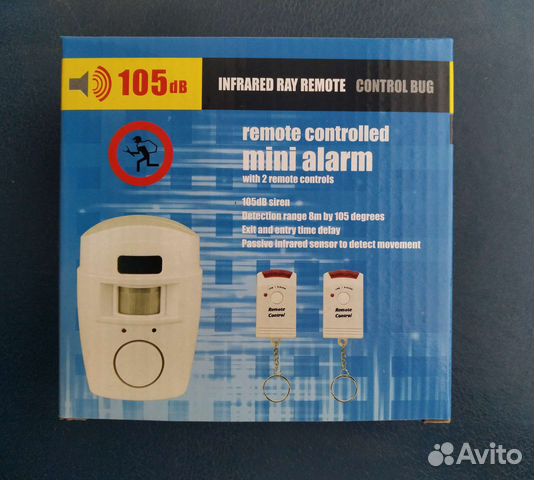 105dB
INFRARED RAY REMOTE CONTROL BUG
remote controlled
mini alarm
with 2 remote controls
105dB siren
Detection range 8m by 105 degrees
Exit and entry time delay
Passive infrared sensor to detect movement
Remote
Control
Remote
Control
Avito